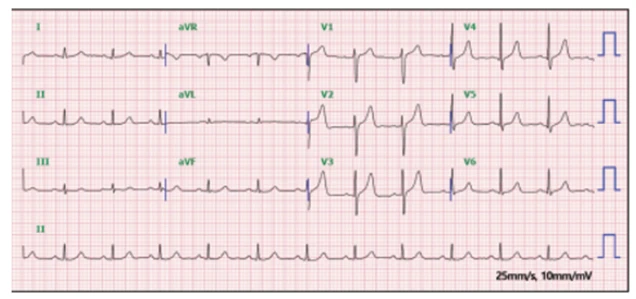 I aVR V1 V4
II aVL V2 V5
III aVF V3 V6
II
25mm/s, 10mm/mV